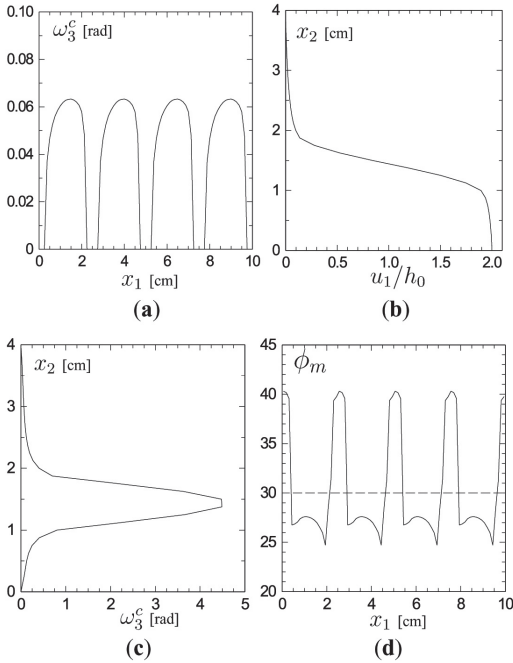 0.10
ω₃ᶜ [rad]
0.08
0.06
0.04
0.02
0.00
0 2 4 6 8 10
x₁ [cm]
(a)
x₂ [cm]
4
3
2
1
0
0 0.5 1.0 1.5 2.0
u₁/h₀
(b)
4
x₂ [cm]
3
2
1
0
0 1 2 3 4 5
ω₃ᶜ [rad]
(c)
45
ϕₘ
40
35
30
25
20
0 2 4 6 8 10
x₁ [cm]
(d)